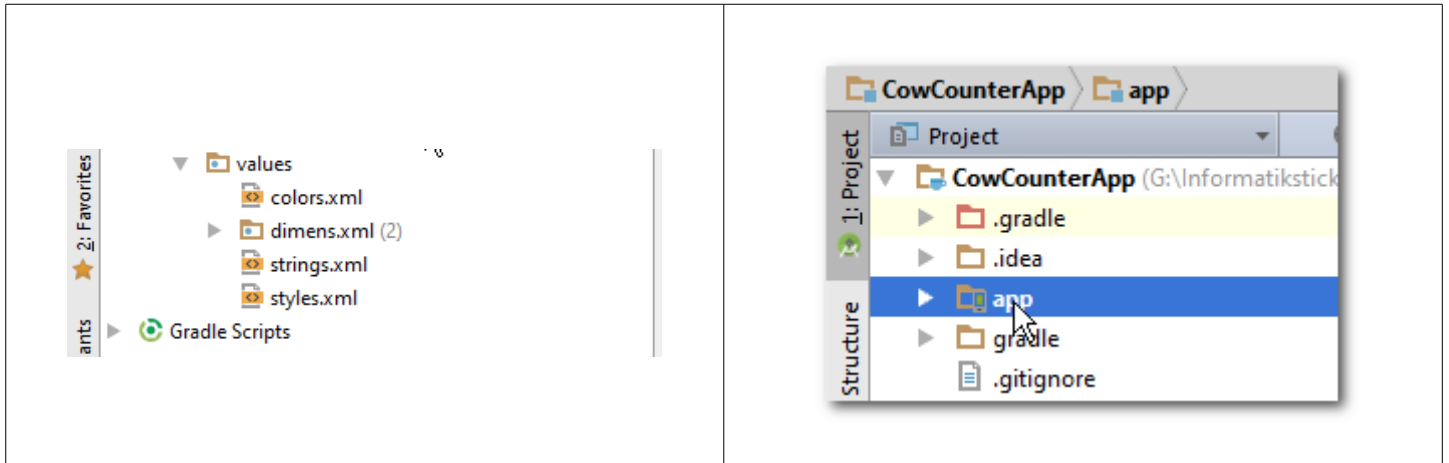 2: Favorites
values
colors.xml
dimens.xml (2)
strings.xml
styles.xml
ants
Gradle Scripts
CowCounterApp app
1: Project
Structure
Project
CowCounterApp (G:\Informatikstick
.gradle
.idea
app
gradle
.gitignore